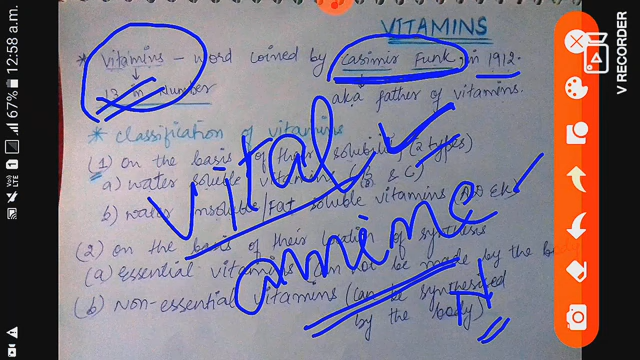 VITAMINS
* Vitamins - word coined by Casimir Funk, in 1912.
13 in Number
aka father of vitamins.
* Classification of vitamins
(1) on the basis of their solubility (2 types)
a) water soluble vitamins (B & C)
b) water insoluble/Fat soluble vitamins (A D E K)
(2) on the basis of their location of synthesis
(a) Essential vitamins can not be made by the
(b) Non-essential vitamins (can be synthesized
by the body)
Vital
amine
N
12:58 a.m.
67%
V RECORDER